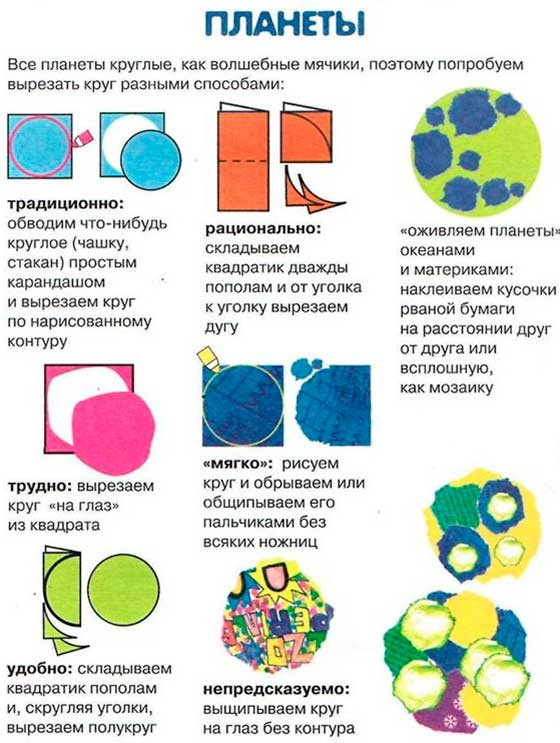 ПЛАНЕТЫ
Все планеты круглые, как волшебные мячики, поэтому попробуем
вырезать круг разными способами:
традиционно:
обводим что-нибудь
круглое (чашку,
стакан) простым
карандашом
и вырезаем круг
по нарисованному
контуру
рационально:
складываем
квадратик дважды
пополам и от уголка
к уголку вырезаем
дугу
«оживляем планеты»
океанами
и материками:
наклеиваем кусочки
рваной бумаги
на расстоянии друг
от друга или
всплошную,
как мозаику
трудно: вырезаем
круг «на глаз»
из квадрата
«мягко»: рисуем
круг и обрываем или
общипываем его
пальчиками без
всяких ножниц
удобно: складываем
квадратик пополам
и, скругляя уголки,
вырезаем полукруг
непредсказуемо:
выщипываем круг
на глаз без контура